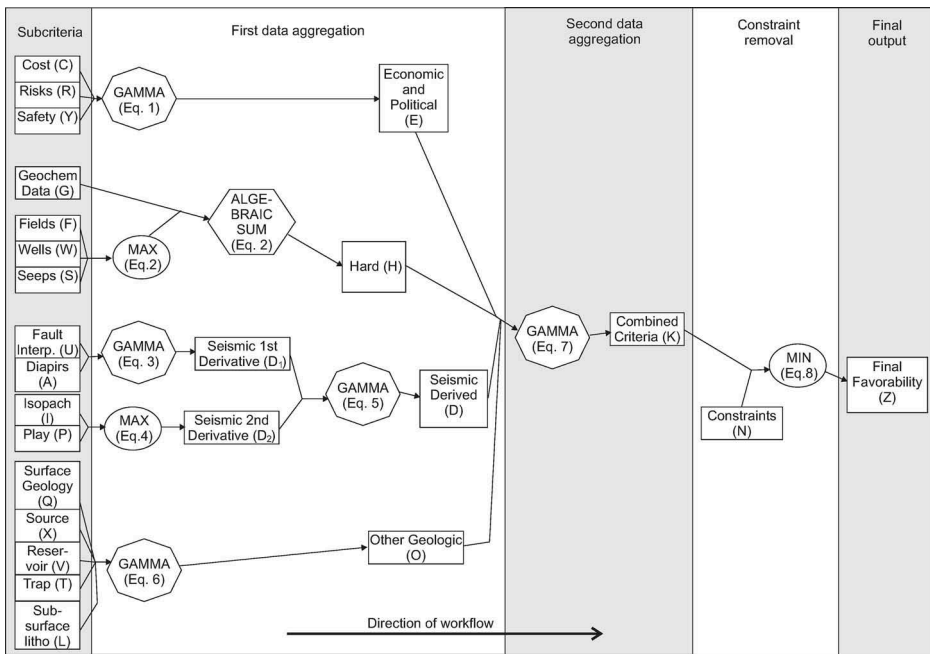 Subcriteria
First data aggregation
Second data
aggregation
Constraint
removal
Final
output
Cost (C)
Risks (R)
Safety (Y)
GAMMA
(Eq. 1)
Economic
and
Political
(E)
Geochem
Data (G)
Fields (F)
Wells (W)
Seeps (S)
MAX
(Eq.2)
ALGE-
BRAIC
SUM
(Eq. 2)
Hard (H)
Fault
Interp. (U)
Diapirs
(A)
GAMMA
(Eq. 3)
Seismic 1st
Derivative (D₁)
Isopach
(I)
Play (P)
MAX
(Eq.4)
Seismic 2nd
Derivative (D₂)
GAMMA
(Eq. 5)
Seismic
Derived
(D)
Surface
Geology
(Q)
Source
(X)
Reser-
voir (V)
Trap (T)
Sub-
surface
litho (L)
GAMMA
(Eq. 6)
Other Geologic
(O)
GAMMA
(Eq. 7)
Combined
Criteria (K)
Constraints
(N)
MIN
(Eq.8)
Final
Favorability
(Z)
Direction of workflow